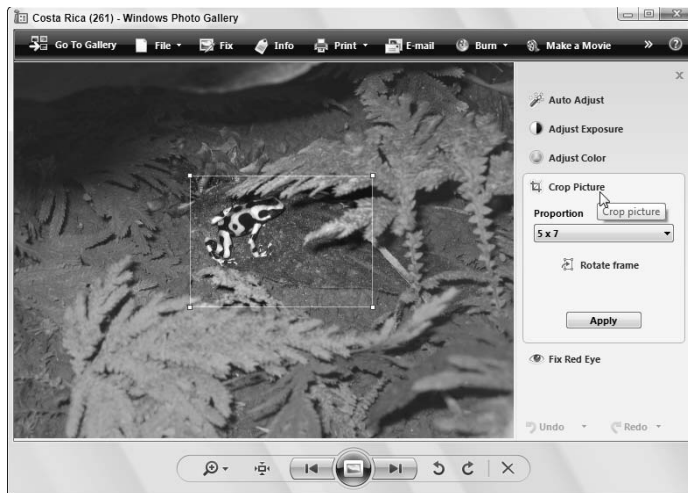 Costa Rica (261) - Windows Photo Gallery
Go To Gallery File Fix Info Print E-mail Burn Make a Movie » ?
x
Auto Adjust
Adjust Exposure
Adjust Color
Crop Picture
Proportion Crop picture
5 x 7
Rotate frame
Apply
Fix Red Eye
Undo Redo